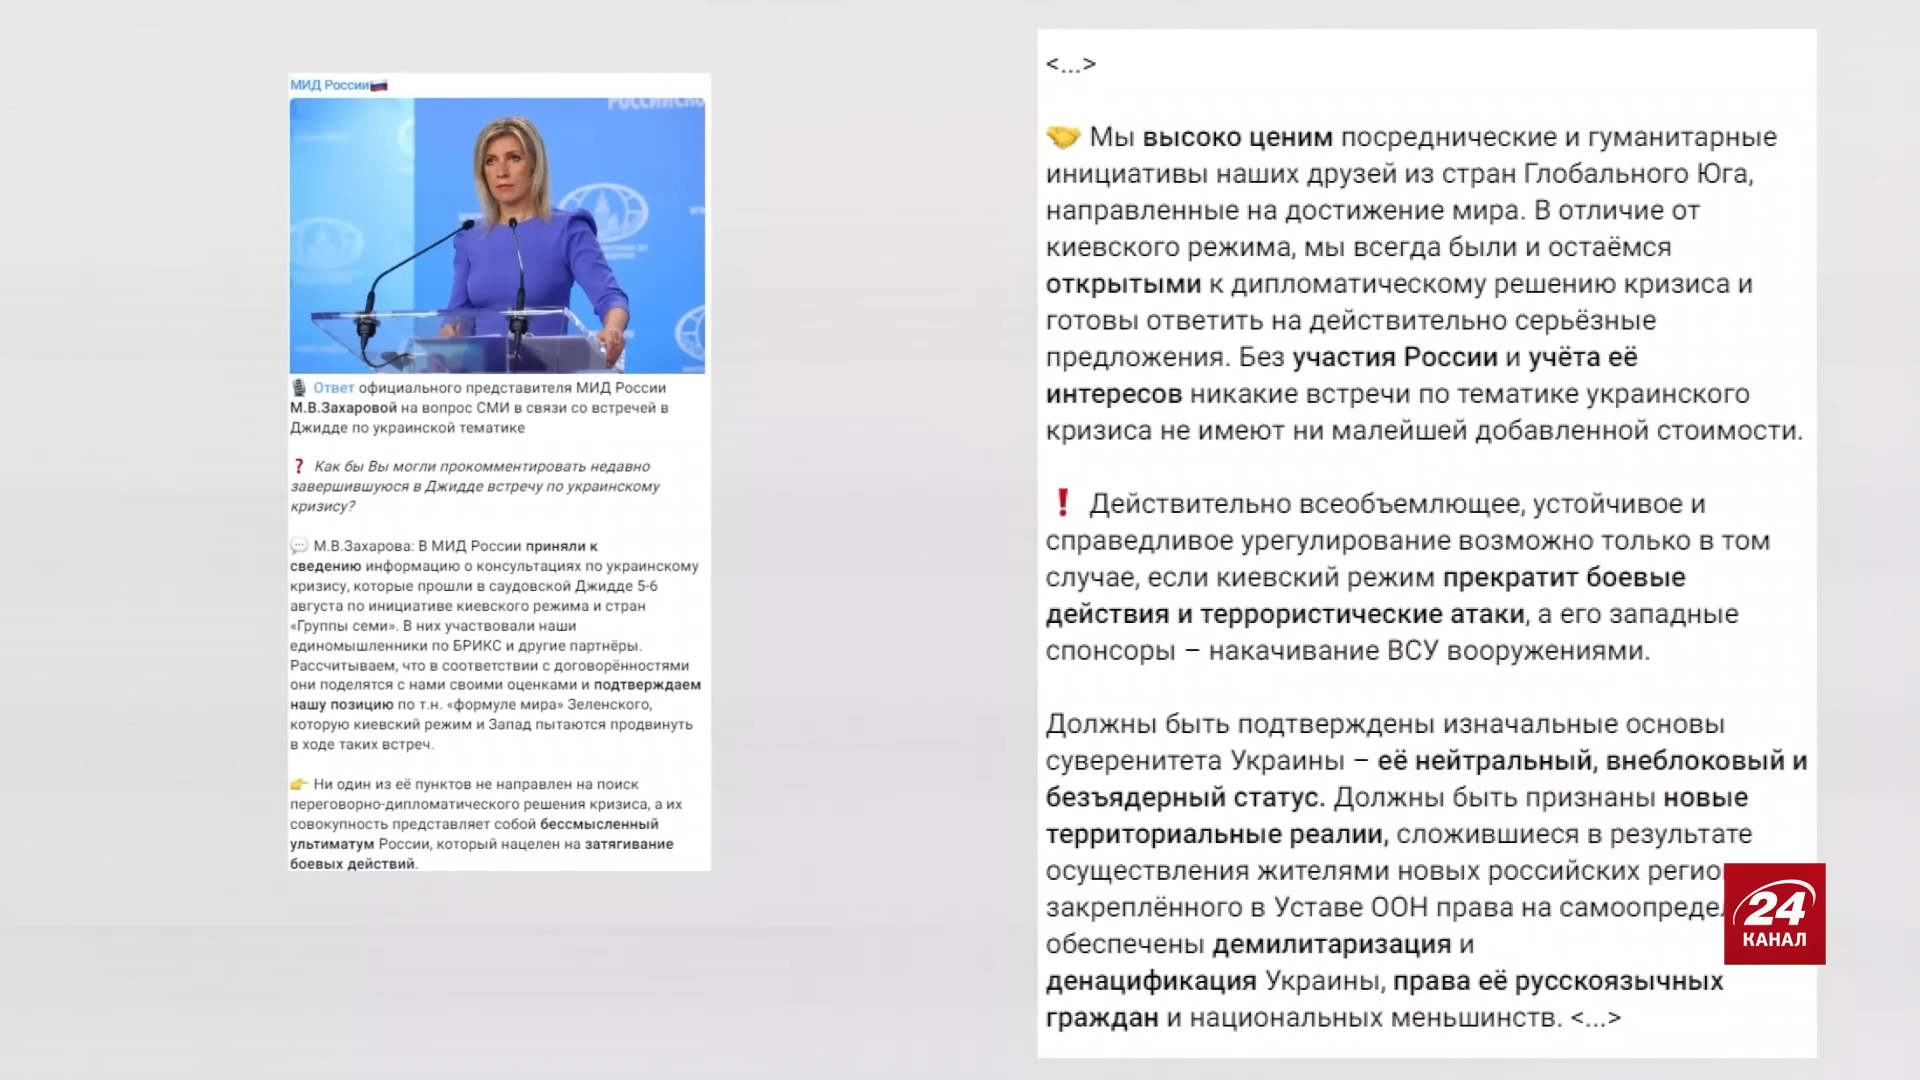 МИД России
РОССИЙСКО
Ответ официального представителя МИД России
М.В.Захаровой на вопрос СМИ в связи со встречей в
Джидде по украинской тематике
❓ Как бы Вы могли прокомментировать недавно
завершившуюся в Джидде встречу по украинскому
кризису?
М.В.Захарова: В МИД России приняли к
сведению информацию о консультациях по украинскому
кризису, которые прошли в саудовской Джидде 5-6
августа по инициативе киевского режима и стран
«Группы семи». В них участвовали наши
единомышленники по БРИКС и другие партнёры.
Рассчитываем, что в соответствии с договорённостями
они поделятся с нами своими оценками и подтверждаем
нашу позицию по т.н. «формуле мира» Зеленского,
которую киевский режим и Запад пытаются продвинуть
в ходе таких встреч.
Ни один из её пунктов не направлен на поиск
переговорно-дипломатического решения кризиса, а их
совокупность представляет собой бессмысленный
ультиматум России, который нацелен на затягивание
боевых действий.
<...>
Мы высоко ценим посреднические и гуманитарные
инициативы наших друзей из стран Глобального Юга,
направленные на достижение мира. В отличие от
киевского режима, мы всегда были и остаёмся
открытыми к дипломатическому решению кризиса и
готовы ответить на действительно серьёзные
предложения. Без участия России и учёта её
интересов никакие встречи по тематике украинского
кризиса не имеют ни малейшей добавленной стоимости.
❗ Действительно всеобъемлющее, устойчивое и
справедливое урегулирование возможно только в том
случае, если киевский режим прекратит боевые
действия и террористические атаки, а его западные
спонсоры – накачивание ВСУ вооружениями.
Должны быть подтверждены изначальные основы
суверенитета Украины – её нейтральный, внеблоковый и
безъядерный статус. Должны быть признаны новые
территориальные реалии, сложившиеся в результате
осуществления жителями новых российских регио
закреплённого в Уставе ООН права на самоопредел
обеспечены демилитаризация и
денацификация Украины, права её русскоязычных
граждан и национальных меньшинств. <...>
24
КАНАЛ